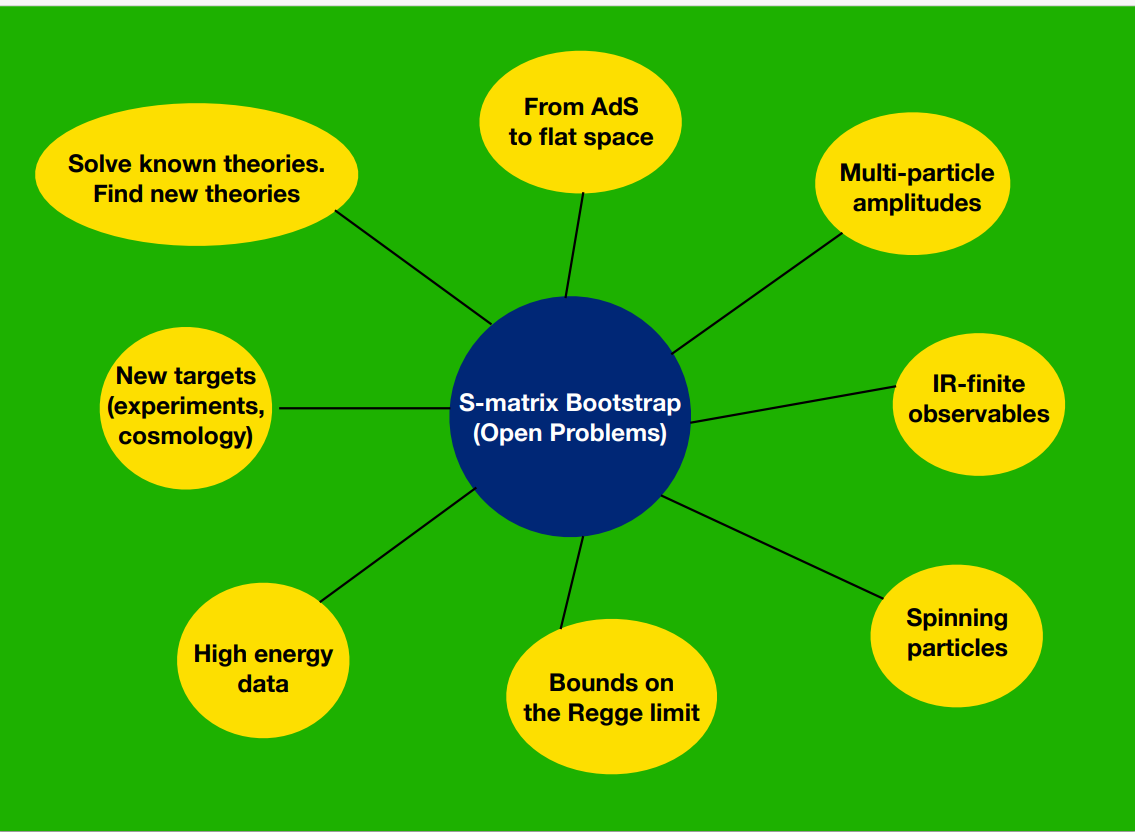 From AdS
to flat space
Solve known theories.
Find new theories
Multi-particle
amplitudes
New targets
(experiments,
cosmology)
S-matrix Bootstrap
(Open Problems)
IR-finite
observables
High energy
data
Bounds on
the Regge limit
Spinning
particles